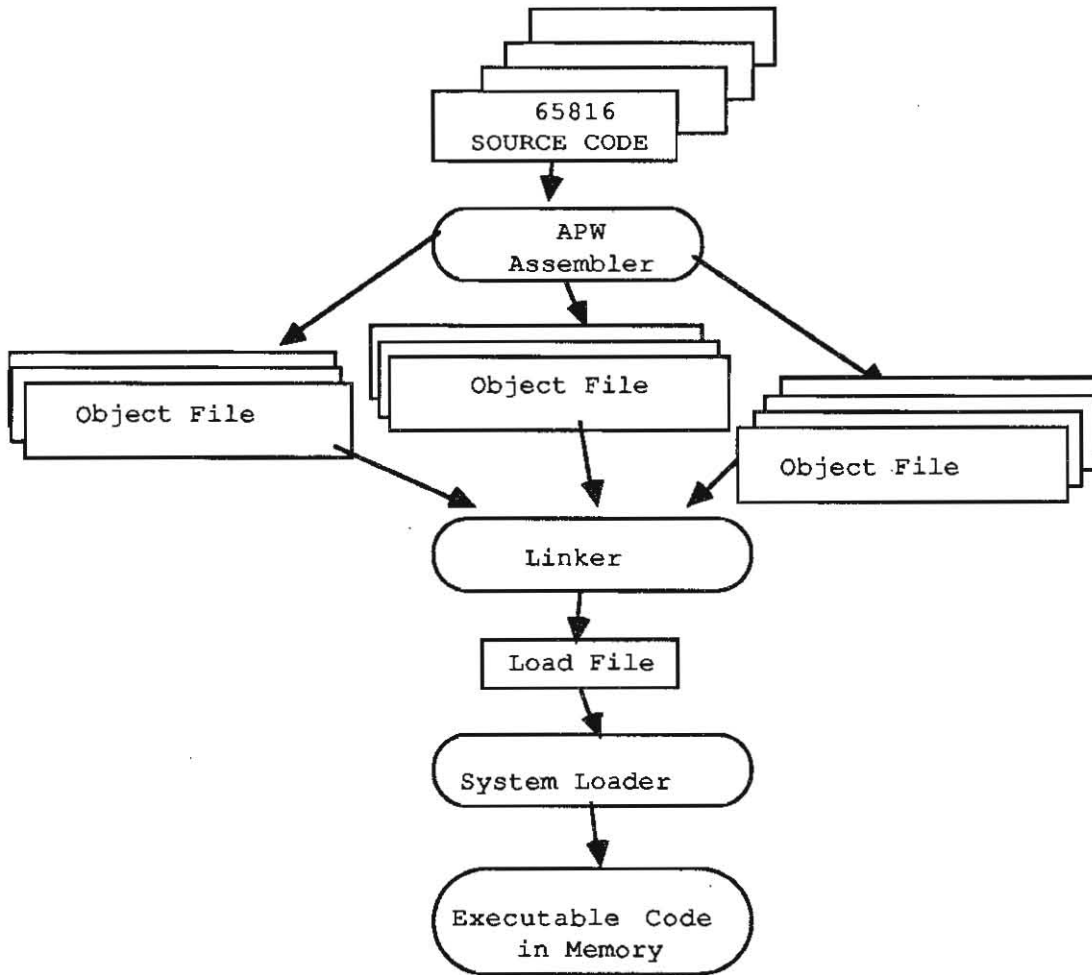 65816
SOURCE CODE
APW
Assembler
Object File
Object File
Object File
Linker
Load File
System Loader
Executable Code
in Memory